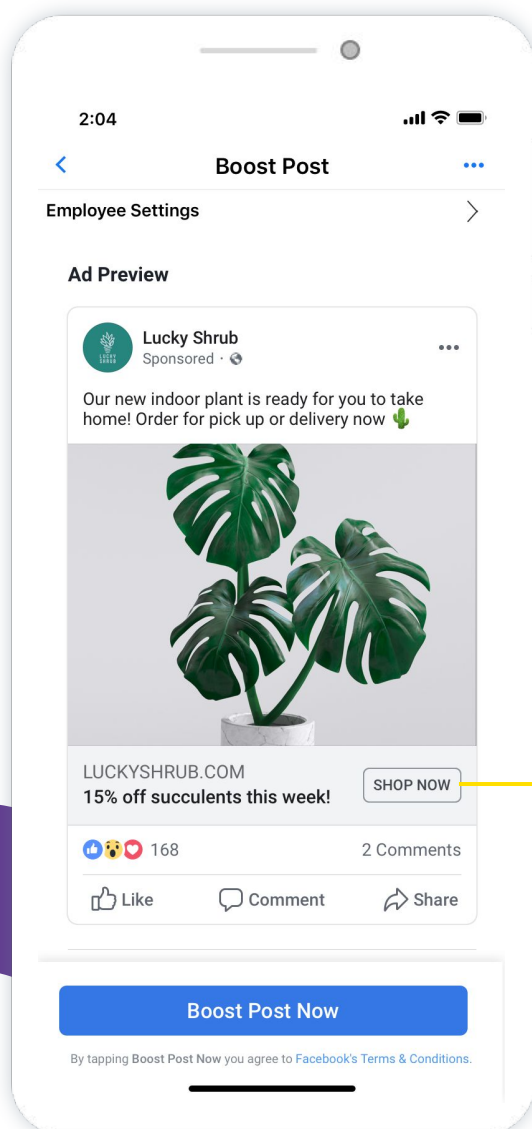 2:04
Boost Post
Employee Settings
Ad Preview
LUCKY
SHRUB
Lucky Shrub
Sponsored ·
Our new indoor plant is ready for you to take
home! Order for pick up or delivery now 🌵
LUCKYSHRUB.COM
15% off succulents this week!
SHOP NOW
168
2 Comments
Like
Comment
Share
Boost Post Now
By tapping Boost Post Now you agree to Facebook's Terms & Conditions.